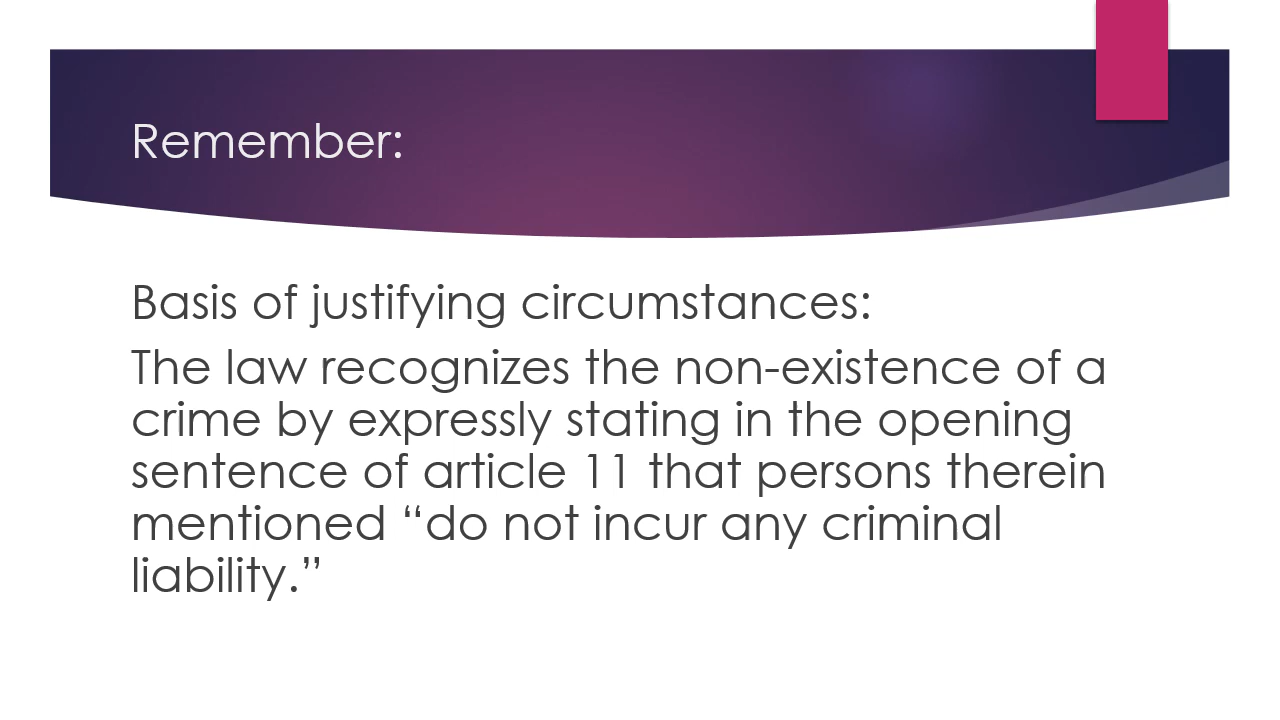 Remember:
Basis of justifying circumstances:
The law recognizes the non-existence of a
crime by expressly stating in the opening
sentence of article 11 that persons therein
mentioned “do not incur any criminal
liability.”